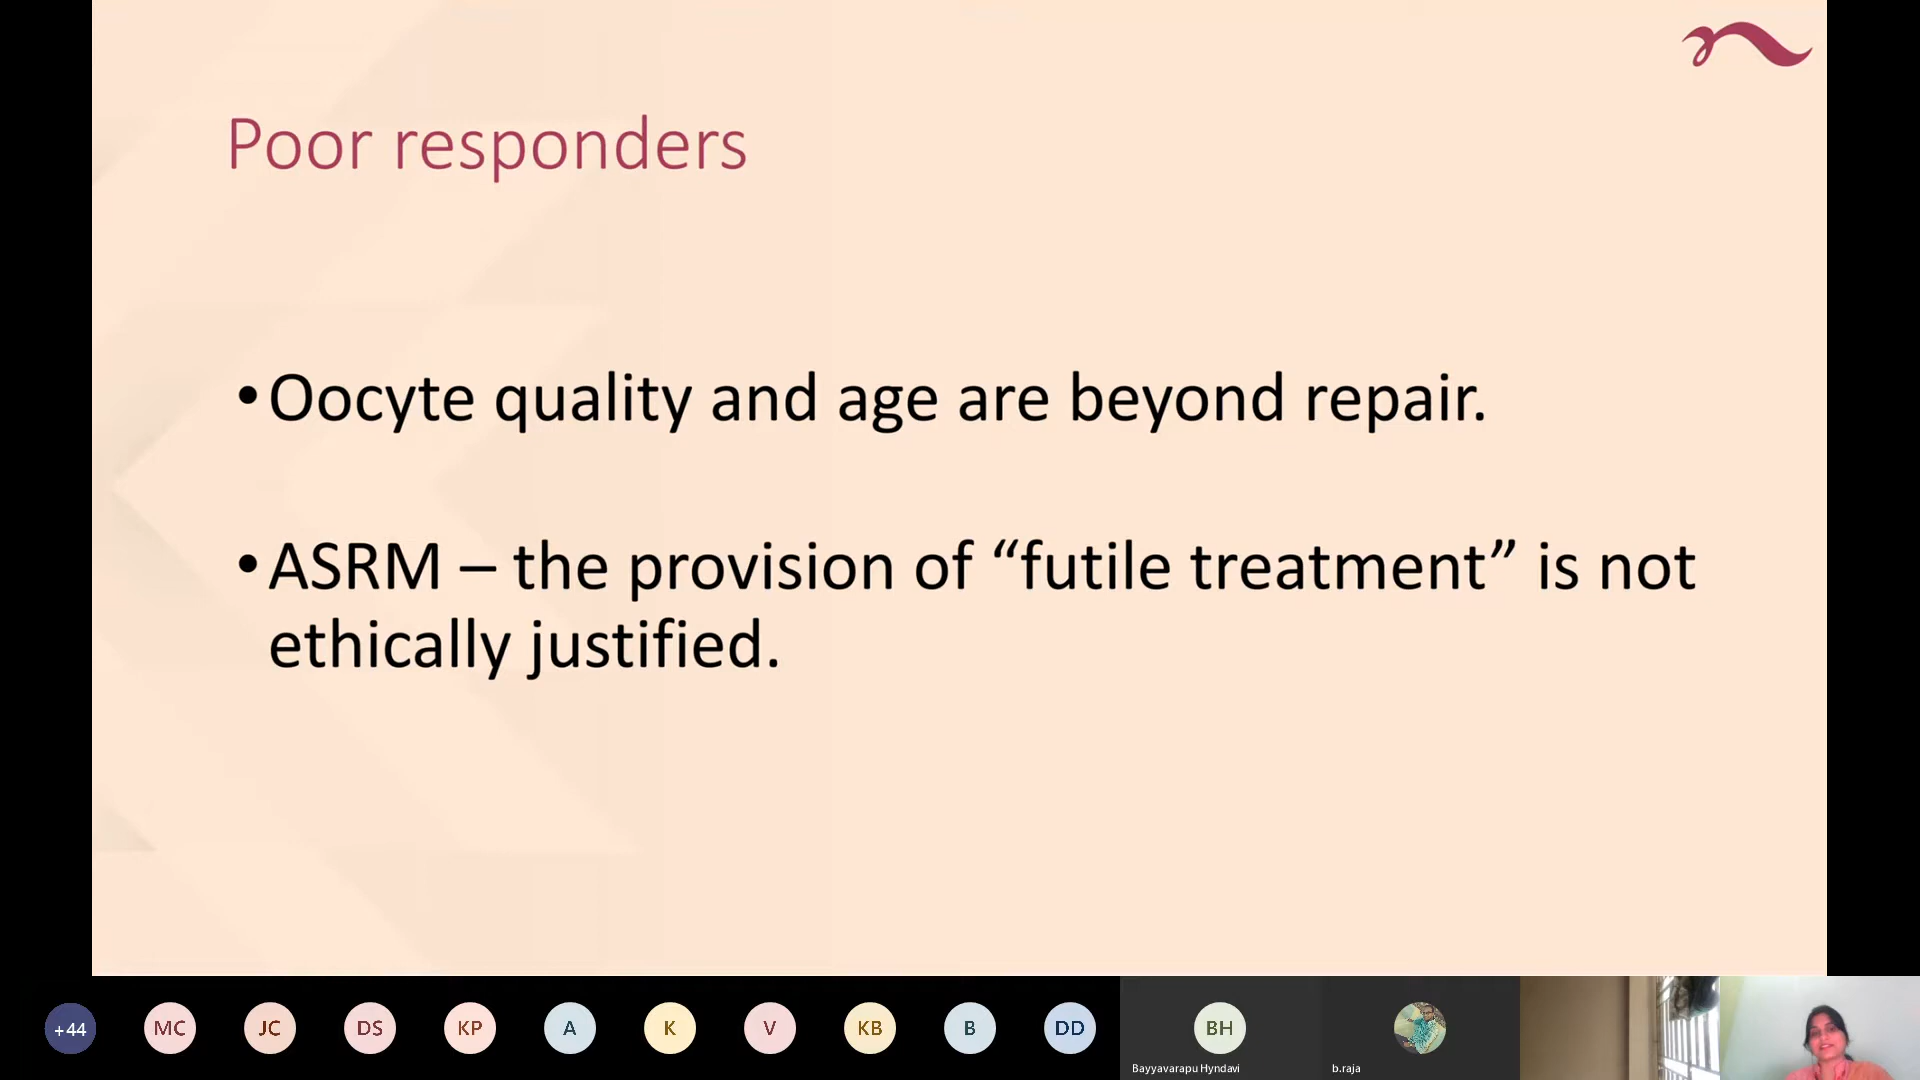 Poor responders
• Oocyte quality and age are beyond repair.
• ASRM – the provision of “futile treatment” is not
ethically justified.
+44
MC
JC
DS
KP
A
K
V
KB
B
DD
BH
Bayyavarapu Hyndavi
b.raja